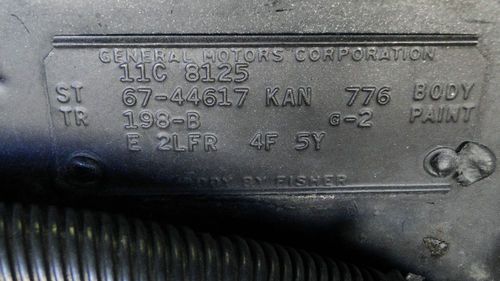 GENERAL MOTORS CORPORATION
11C 8125
ST 67-44617 KAN 776 BODY
TR 198-B G-2 PAINT
E 2LFR 4F 5Y
BODY BY FISHER